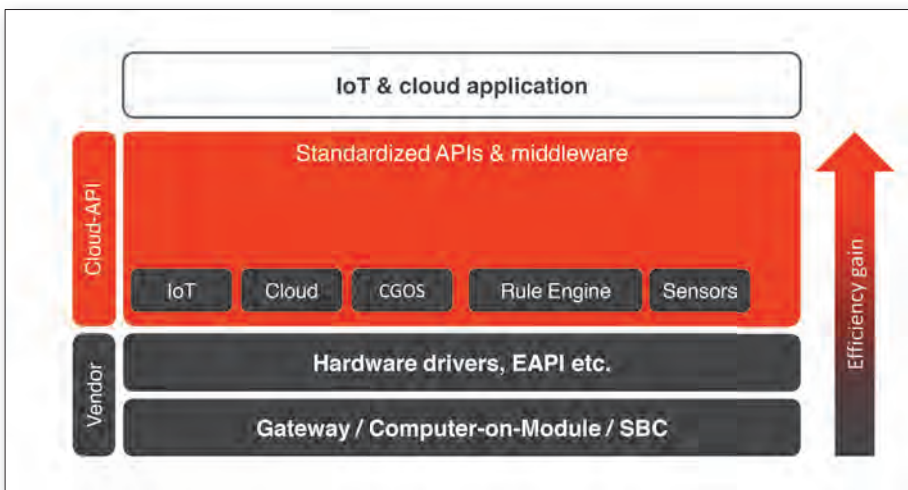 IoT & cloud application
Cloud-API
Standardized APIs & middleware
IoT
Cloud
CGOS
Rule Engine
Sensors
Vendor
Hardware drivers, EAPI etc.
Gateway / Computer-on-Module / SBC
Efficiency gain